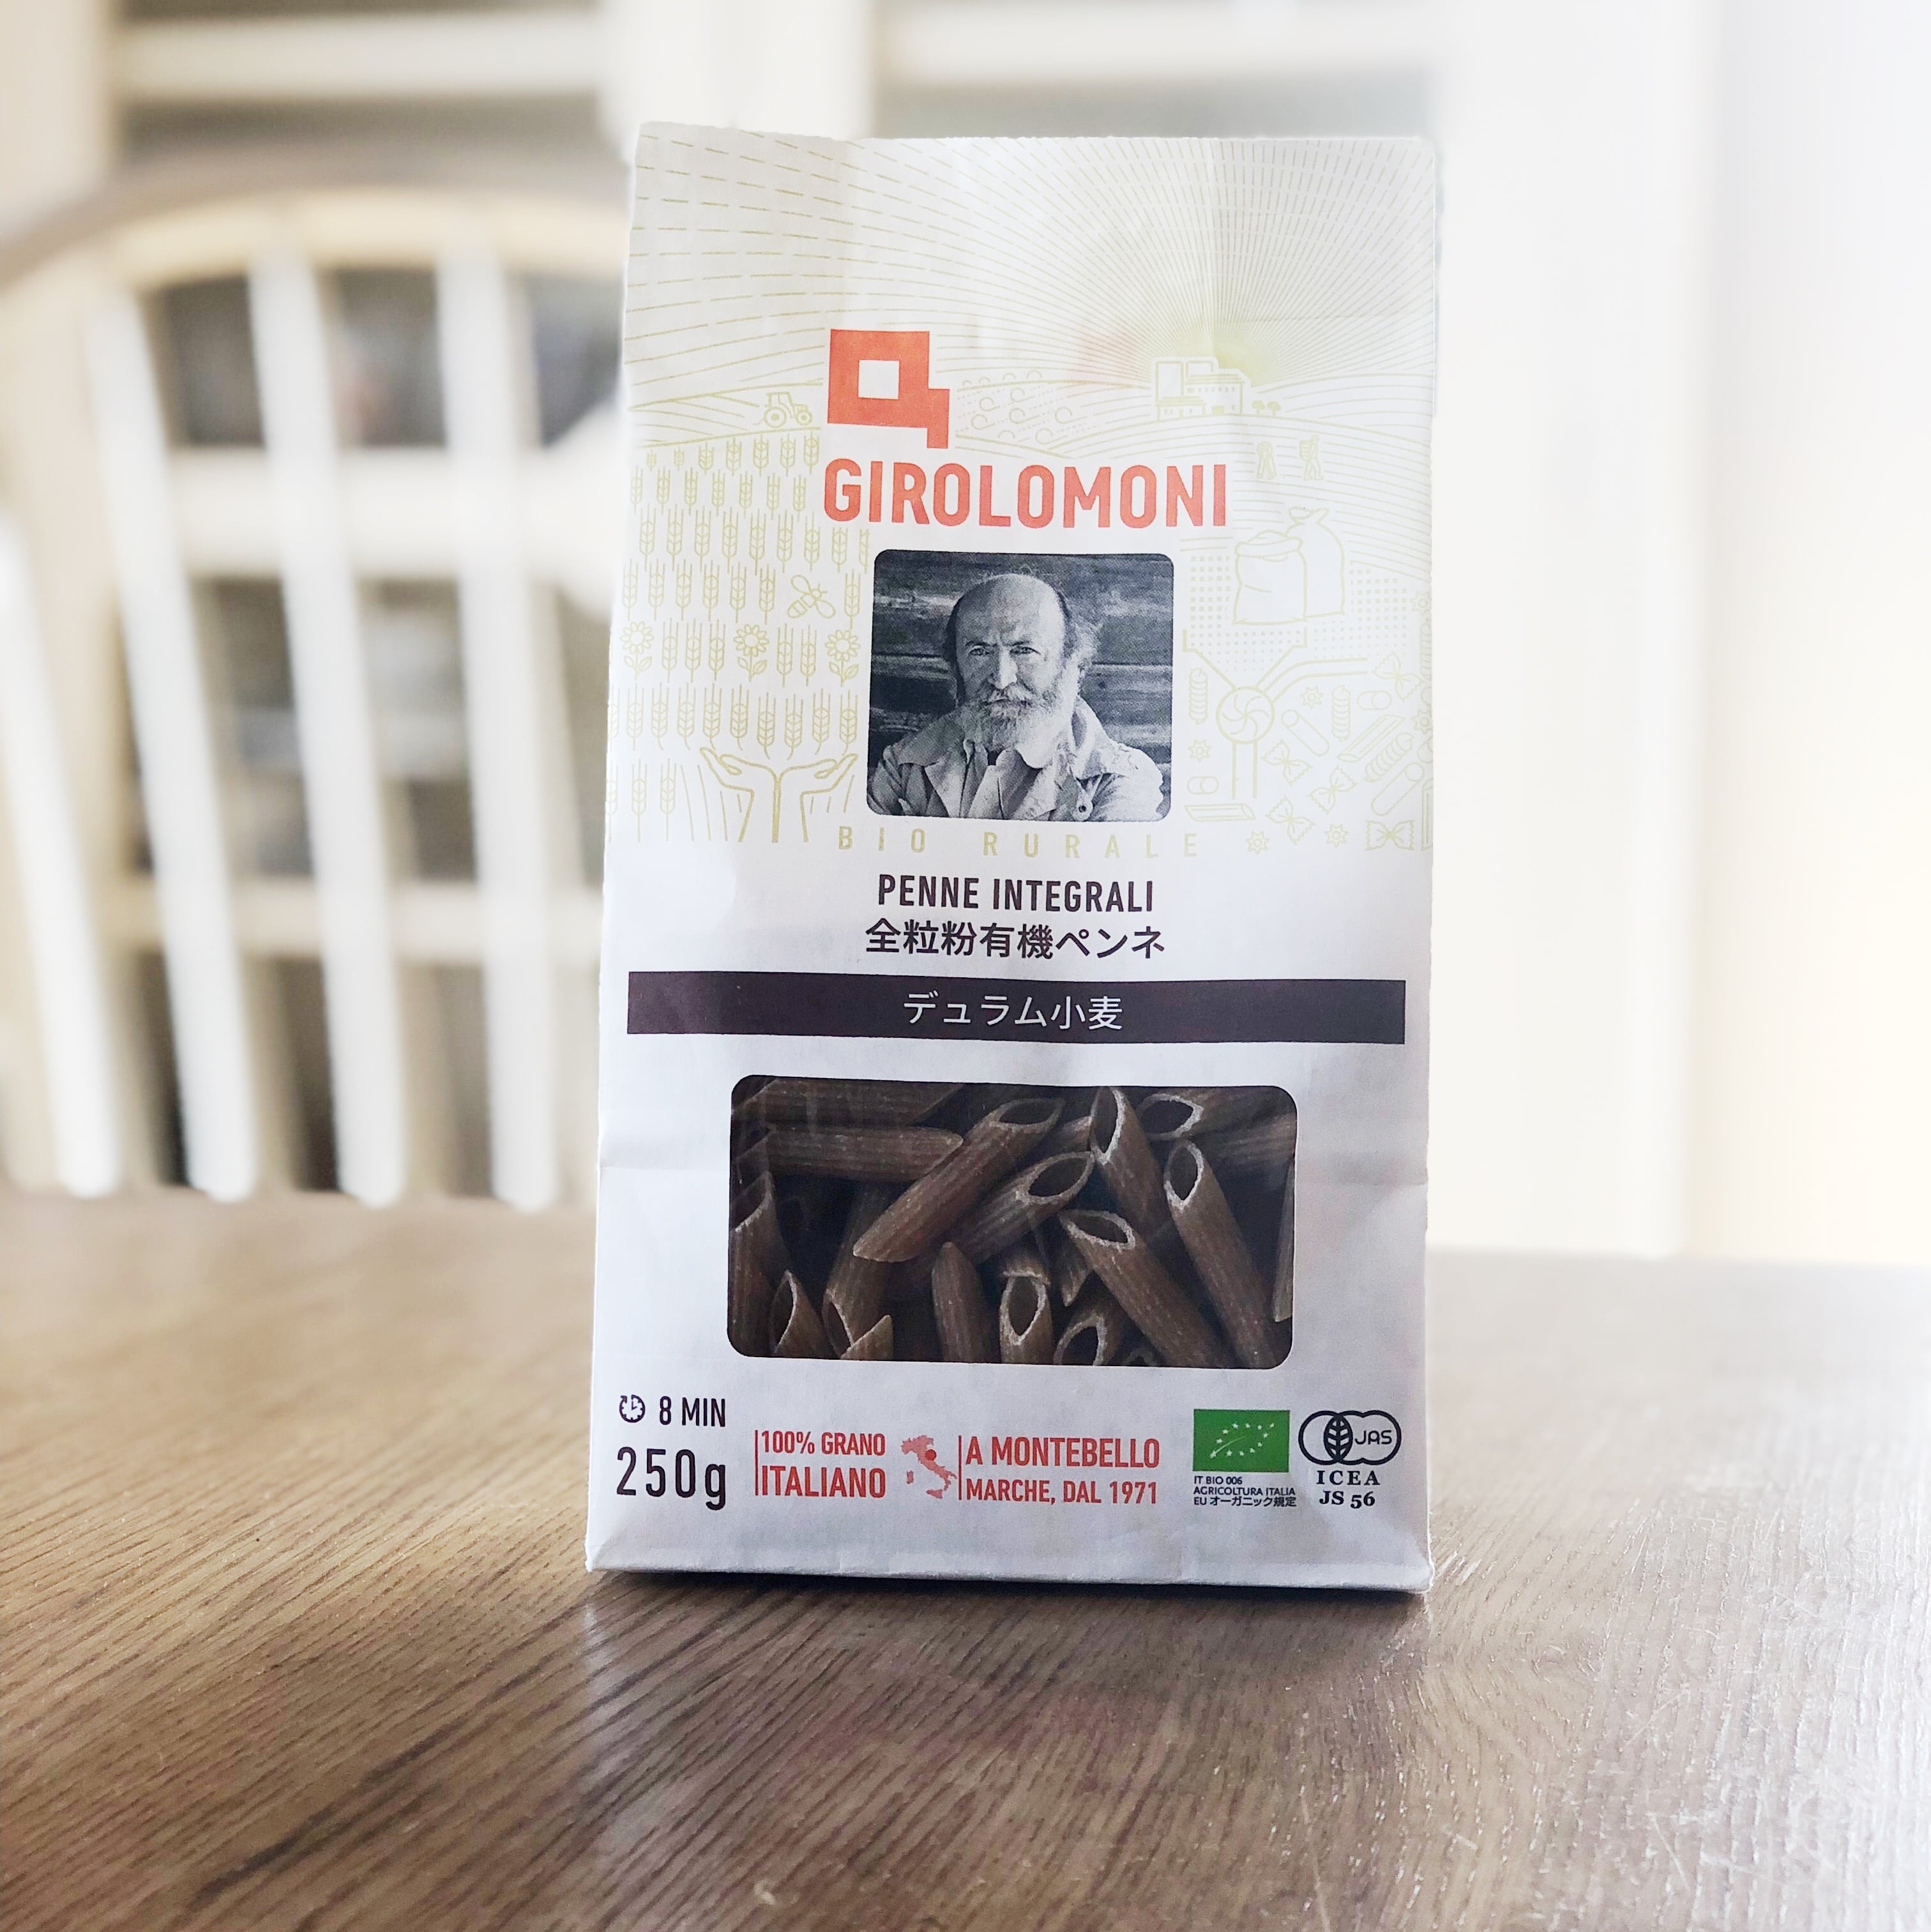 GIROLOMONI
BIO RURALE
PENNE INTEGRALI
全粒粉有機ペンネ
デュラム小麦
8 MIN
250g
100% GRANO
ITALIANO
A MONTEBELLO
MARCHE, DAL 1971
IT BIO 006
AGRICOLTURA ITALIA
EU オーガニック規定
JAS
ICEA
JS 56